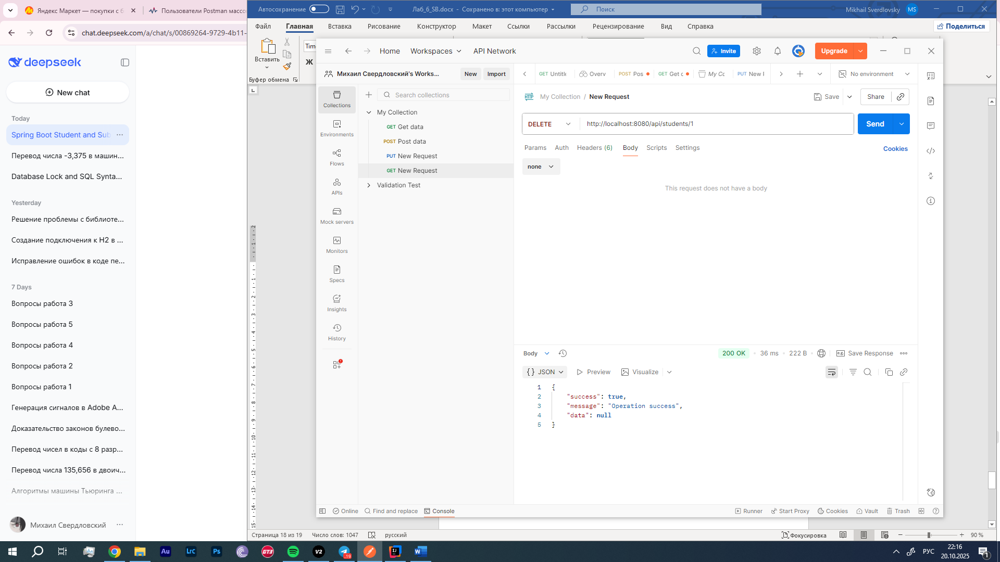 Яндекс Маркет — покупки с б
Пользователи Postman массо
chat.deepseek.com/a/chat/s/00869264-9729-4b11-
deepseek
New chat
Today
Spring Boot Student and Sub
Перевод числа -3,375 в машин...
Database Lock and SQL Synta...
Yesterday
Решение проблемы с библиоте...
Создание подключения к H2 в ...
Исправление ошибок в коде пе...
7 Days
Вопросы работа 3
Вопросы работа 5
Вопросы работа 4
Вопросы работа 2
Вопросы работа 1
Генерация сигналов в Adobe A...
Доказательство законов булево...
Перевод чисел в коды с 8 разр...
Перевод числа 135,656 в двоич...
Алгоритмы машины Тьюринга ...
Михаил Свердловский
Автосохранение
Лаб_6_SB.docx - Сохранено в: этот компьютер
Поиск
Mikhail Sverdlovsky
MS
Файл
Главная
Вставка
Рисование
Конструктор
Макет
Ссылки
Рассылки
Рецензирование
Вид
Справка
Поделиться
Вставить
Буфер обмена
Tim
Ж
Home
Workspaces
API Network
Invite
Upgrade
Михаил Свердловский's Works...
New
Import
GET Untitle
Overv
POST Pos
GET Get c
My Cc
PUT New F
No environment
Collections
Environments
Flows
APIs
Mock servers
Monitors
Specs
Insights
History
Search collections
My Collection
GET Get data
POST Post data
PUT New Request
GET New Request
Validation Test
HTTP
My Collection / New Request
Save
Share
DELETE
http://localhost:8080/api/students/1
Send
Params
Auth
Headers (6)
Body
Scripts
Settings
Cookies
none
This request does not have a body
Body
200 OK
36 ms
222 B
e.g.
Save Response
{} JSON
Preview
Visualize
1 {
2 "success": true,
3 "message": "Operation success",
4 "data": null
5 }
Online
Find and replace
Console
Runner
Start Proxy
Cookies
Vault
Trash
Страница 18 из 19
Число слов: 1047
русский
Фокусировка
90 %
Au
Lrc
Ps
GT3
V2
..19
IJ
W
РУС
22:16
20.10.2025
1